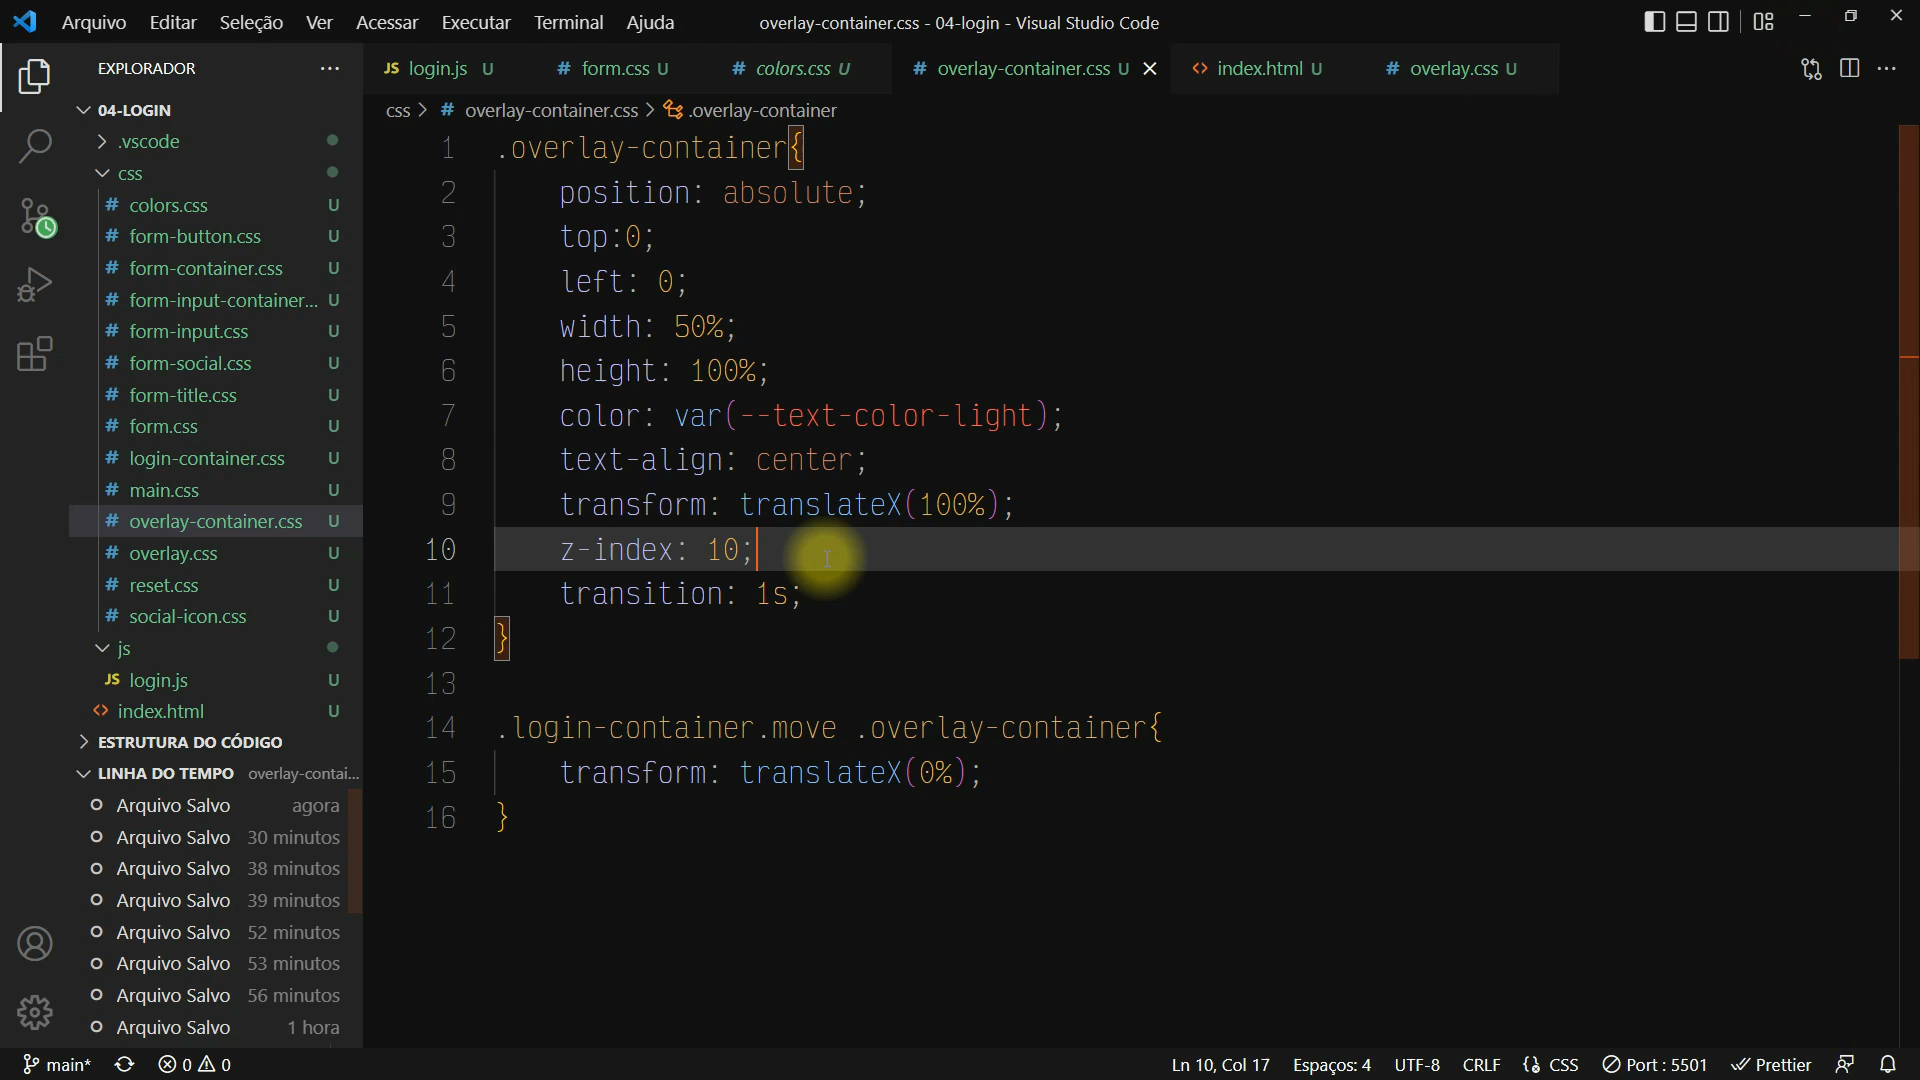 Arquivo Editar Seleção Ver Acessar Executar Terminal Ajuda
overlay-container.css - 04-login - Visual Studio Code
EXPLORADOR
JS login.js U
# form.css U
# colors.css U
# overlay-container.css U
<> index.html U
# overlay.css U
css > # overlay-container.css > .overlay-container
04-LOGIN
.vscode
css
# colors.css U
# form-button.css U
# form-container.css U
# form-input-container... U
# form-input.css U
# form-social.css U
# form-title.css U
# form.css U
# login-container.css U
# main.css U
# overlay-container.css U
# overlay.css U
# reset.css U
# social-icon.css U
js
JS login.js U
<> index.html U
ESTRUTURA DO CÓDIGO
LINHA DO TEMPO overlay-contai...
Arquivo Salvo agora
Arquivo Salvo 30 minutos
Arquivo Salvo 38 minutos
Arquivo Salvo 39 minutos
Arquivo Salvo 52 minutos
Arquivo Salvo 53 minutos
Arquivo Salvo 56 minutos
Arquivo Salvo 1 hora
1 .overlay-container{
2 position: absolute;
3 top:0;
4 left: 0;
5 width: 50%;
6 height: 100%;
7 color: var(--text-color-light);
8 text-align: center;
9 transform: translateX(100%);
10 z-index: 10;
11 transition: 1s;
12 }
13
14 .login-container.move .overlay-container{
15 transform: translateX(0%);
16 }
main* 0 0
Ln 10, Col 17 Espaços: 4 UTF-8 CRLF CSS Port : 5501 Prettier